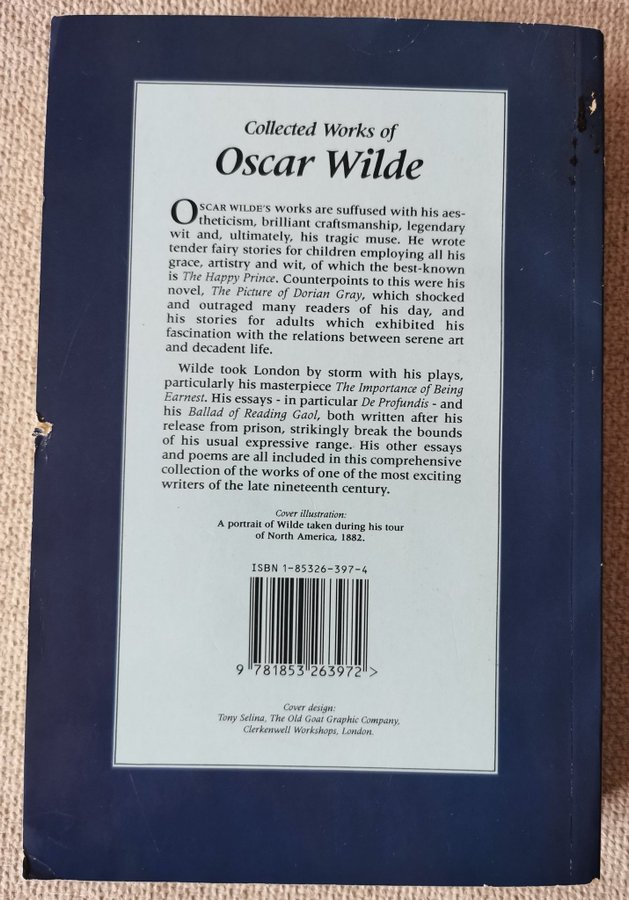 Collected Works of
Oscar Wilde
OSCAR WILDE'S works are suffused with his aes-
theticism, brilliant craftsmanship, legendary
wit and, ultimately, his tragic muse. He wrote
tender fairy stories for children employing all his
grace, artistry and wit, of which the best-known
is The Happy Prince. Counterpoints to this were his
novel, The Picture of Dorian Gray, which shocked
and outraged many readers of his day, and
his stories for adults which exhibited his
fascination with the relations between serene art
and decadent life.
Wilde took London by storm with his plays,
particularly his masterpiece The Importance of Being
Earnest. His essays - in particular De Profundis - and
his Ballad of Reading Gaol, both written after his
release from prison, strikingly break the bounds
of his usual expressive range. His other essays
and poems are all included in this comprehensive
collection of the works of one of the most exciting
writers of the late nineteenth century.
Cover illustration:
A portrait of Wilde taken during his tour
of North America, 1882.
ISBN 1-85326-397-4
9 781853 263972 >
Cover design:
Tony Selina, The Old Goat Graphic Company,
Clerkenwell Workshops, London.